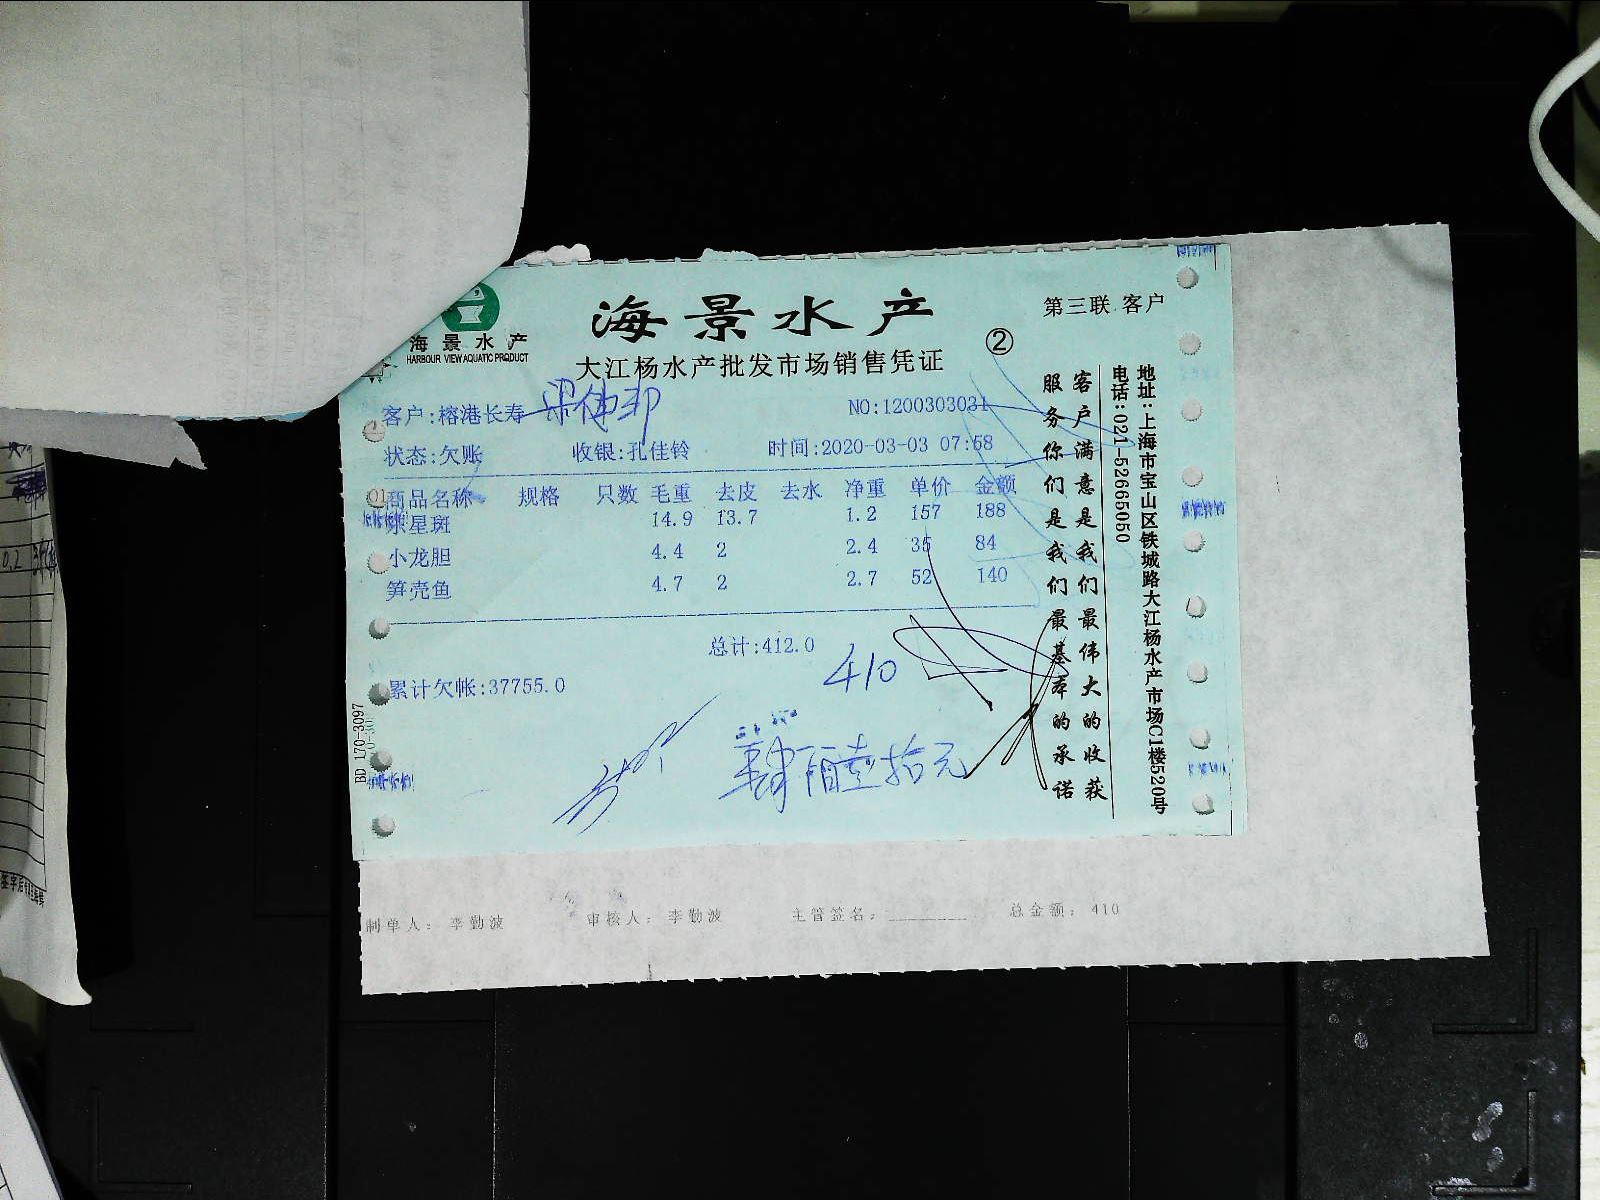 海景水产
HARBOUR VIEW AQUATIC PRODUCT
海景水产
第三联 客户
大江杨水产批发市场销售凭证
②
客户:榕港长寿
NO:1200303031
状态:欠账 收银:孔佳铃 时间:2020-03-03 07:58
商品名称 规格 只数 毛重 去皮 去水 净重 单价 金额
东星斑 14.9 13.7 1.2 157 188
小龙胆 4.4 2 2.4 35 84
笋壳鱼 4.7 2 2.7 52 140
总计:412.0
410
累计欠帐:37755.0
肆佰壹拾元
BD 170-3097
客户满意是我们最伟大的收获
服务你们是我们最基本的承诺
地址:上海市宝山区铁城路大江杨水产市场C1楼520号
电话:021-52665050
制单人: 李勤波 审核人: 李勤波 主管签名: 总金额: 410